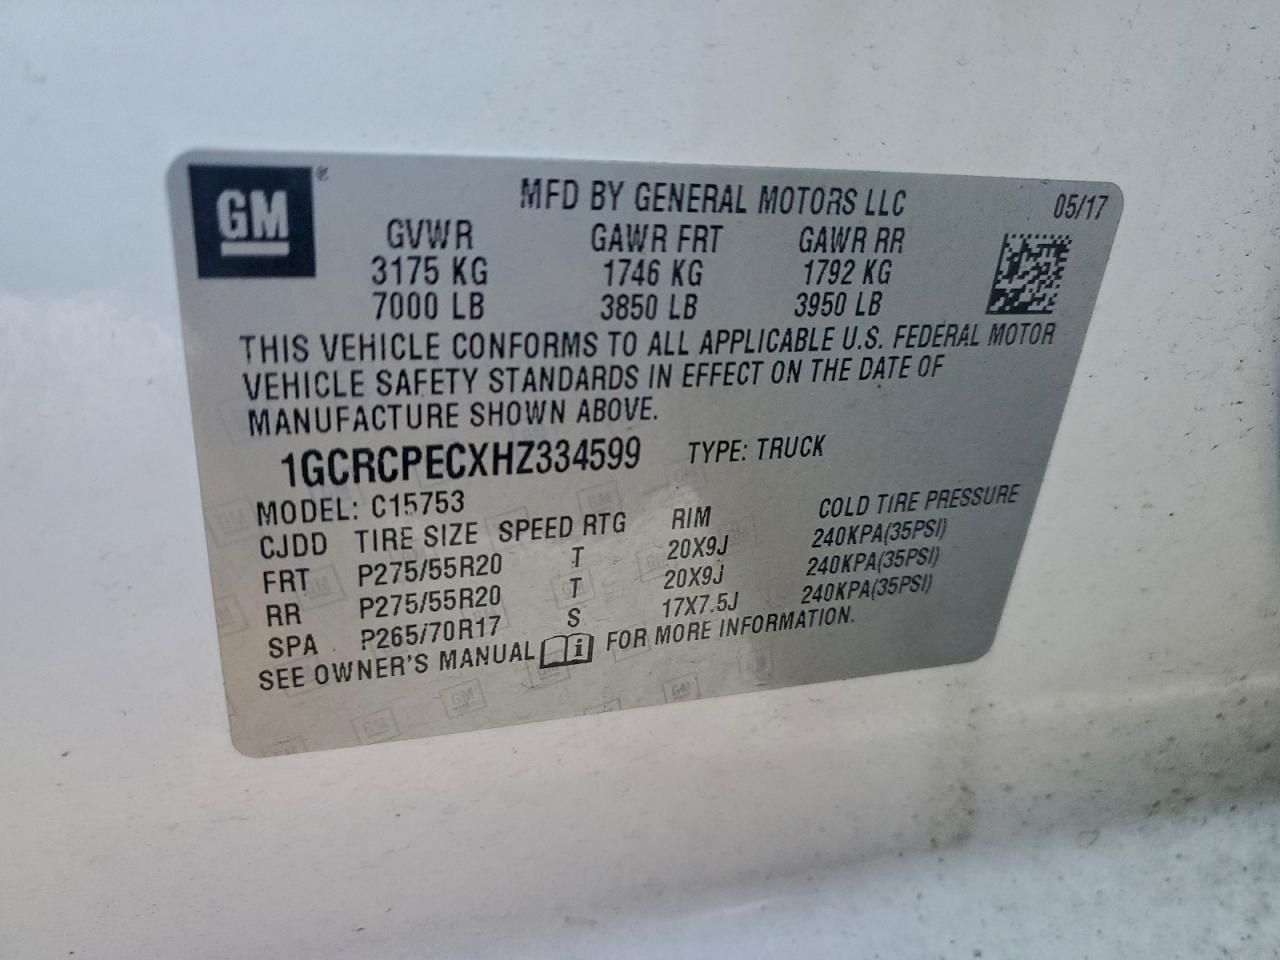 GM®
MFD BY GENERAL MOTORS LLC 05/17
GVWR GAWR FRT GAWR RR
3175 KG 1746 KG 1792 KG
7000 LB 3850 LB 3950 LB
THIS VEHICLE CONFORMS TO ALL APPLICABLE U.S. FEDERAL MOTOR
VEHICLE SAFETY STANDARDS IN EFFECT ON THE DATE OF
MANUFACTURE SHOWN ABOVE.
1GCRCPECXHZ334599 TYPE: TRUCK
MODEL: C15753
CJDD TIRE SIZE SPEED RTG RIM COLD TIRE PRESSURE
FRT P275/55R20 T 20X9J 240KPA(35PSI)
RR P275/55R20 T 20X9J 240KPA(35PSI)
SPA P265/70R17 S 17X7.5J 240KPA(35PSI)
SEE OWNER'S MANUAL i FOR MORE INFORMATION.